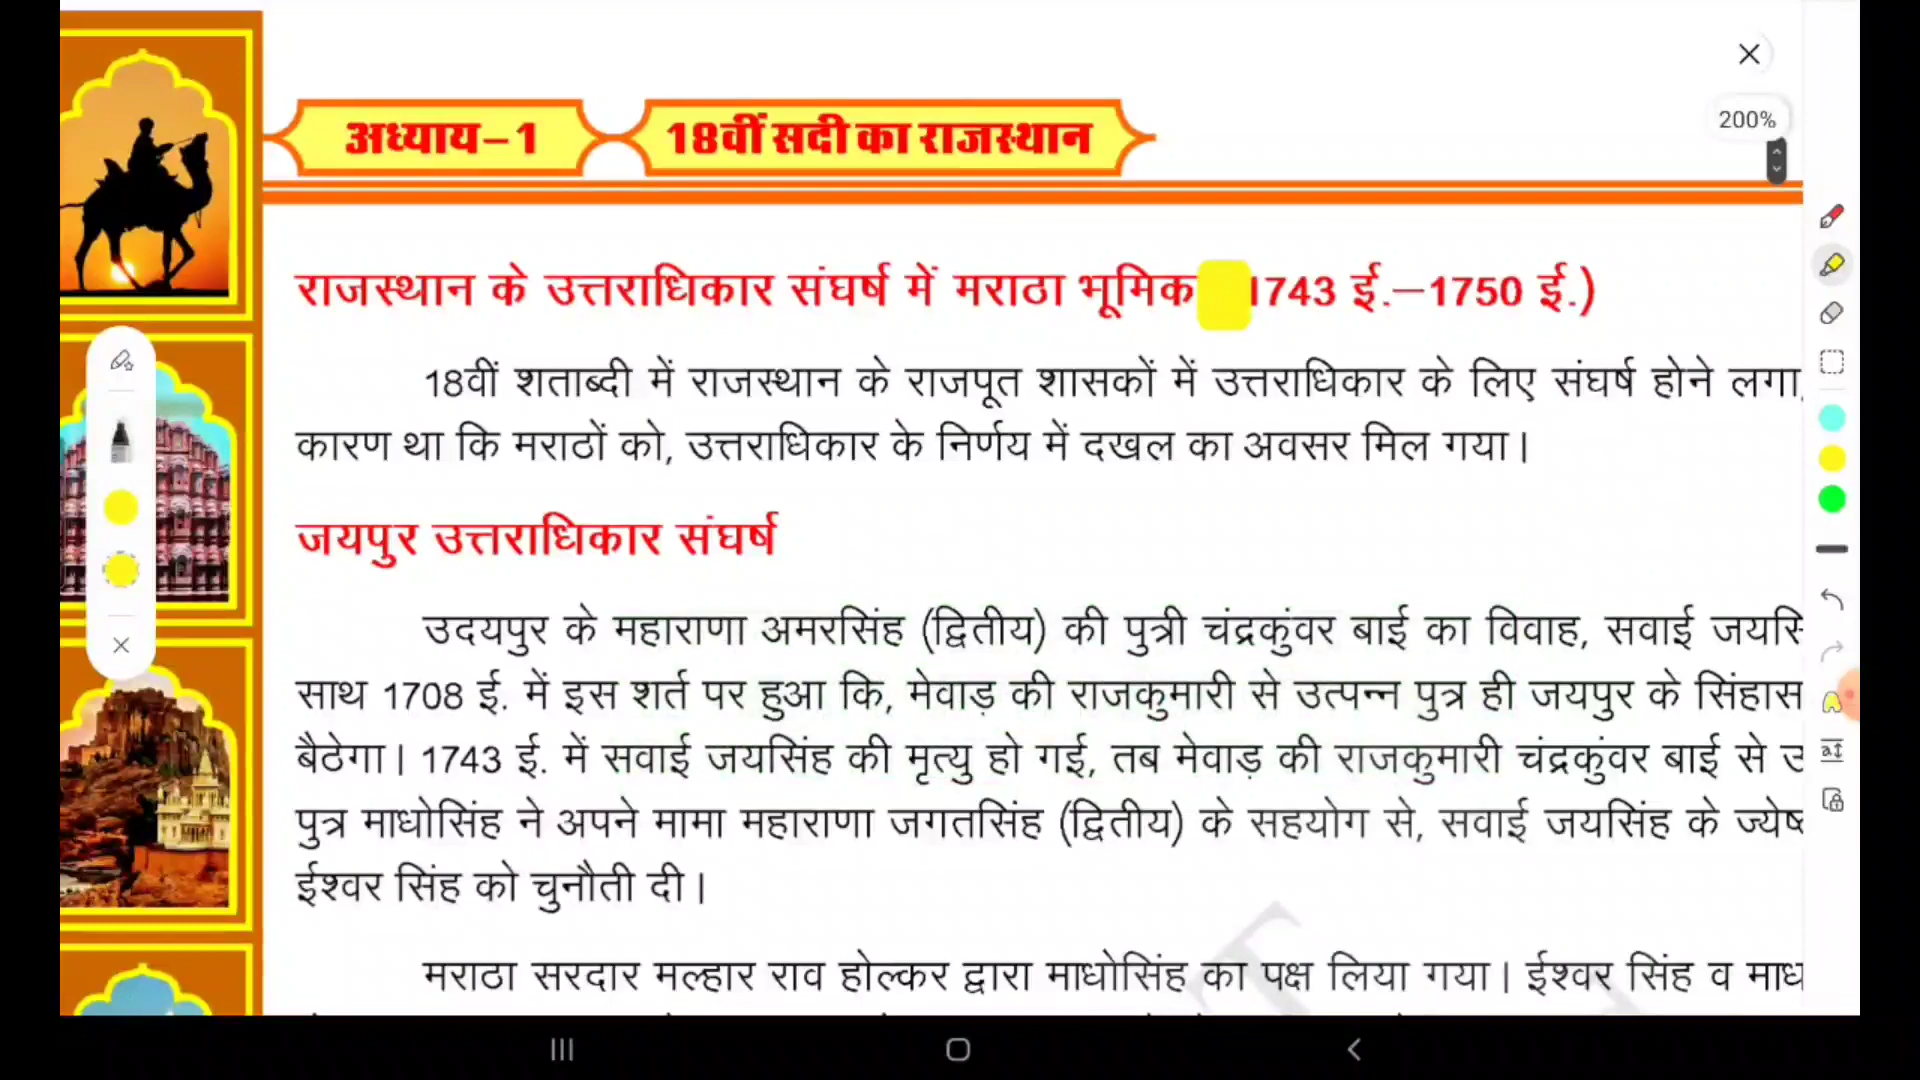 200%
अध्याय–1
18वीं सदी का राजस्थान
राजस्थान के उत्तराधिकार संघर्ष में मराठा भूमिक 1743 ई.–1750 ई.)
18वीं शताब्दी में राजस्थान के राजपूत शासकों में उत्तराधिकार के लिए संघर्ष होने लगा,
कारण था कि मराठों को, उत्तराधिकार के निर्णय में दखल का अवसर मिल गया।
जयपुर उत्तराधिकार संघर्ष
उदयपुर के महाराणा अमरसिंह (द्वितीय) की पुत्री चंद्रकुंवर बाई का विवाह, सवाई जयसि
साथ 1708 ई. में इस शर्त पर हुआ कि, मेवाड़ की राजकुमारी से उत्पन्न पुत्र ही जयपुर के सिंहास
बैठेगा। 1743 ई. में सवाई जयसिंह की मृत्यु हो गई, तब मेवाड़ की राजकुमारी चंद्रकुंवर बाई से उ
पुत्र माधोसिंह ने अपने मामा महाराणा जगतसिंह (द्वितीय) के सहयोग से, सवाई जयसिंह के ज्येष
ईश्वर सिंह को चुनौती दी।
मराठा सरदार मल्हार राव होल्कर द्वारा माधोसिंह का पक्ष लिया गया। ईश्वर सिंह व माध